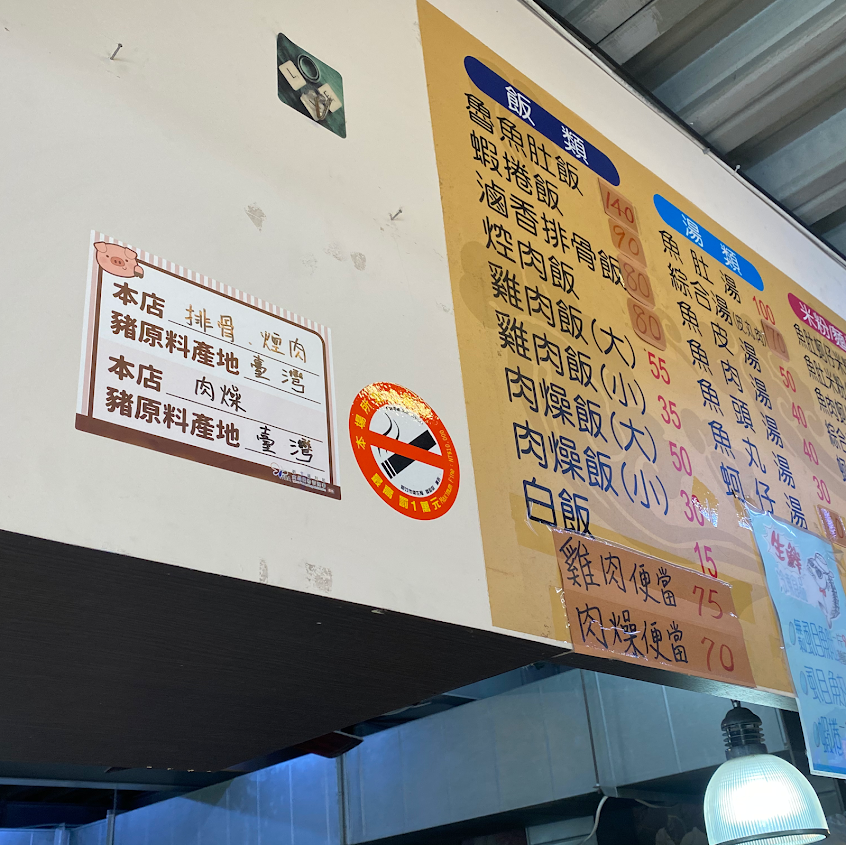 本店 排骨、焢肉
豬原料產地 臺灣
本店 肉燥
豬原料產地 臺灣
飯 類
魯魚肚飯 140
蝦捲飯 90
滷香排骨飯 80
焢肉飯 80
雞肉飯(大) 55
雞肉飯(小) 35
肉燥飯(大) 50
肉燥飯(小) 30
白飯 15
雞肉便當 75
肉燥便當 70
湯 類
魚肚湯 100
綜合湯 70
魚皮湯 50
魚肉湯 40
魚頭湯 40
魚丸湯 30
蚵仔湯
米粉麵
生鮮